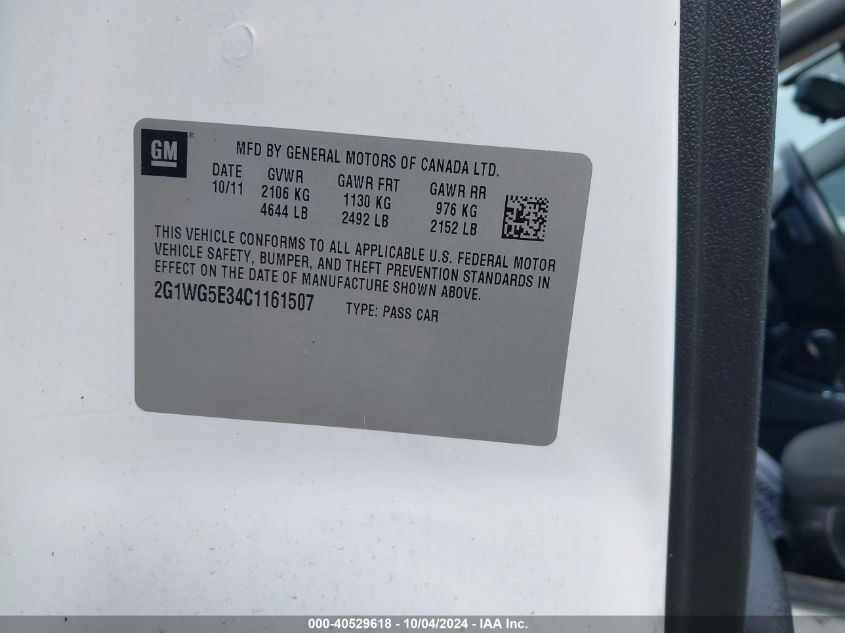 GM®
MFD BY GENERAL MOTORS OF CANADA LTD.
DATE GVWR GAWR FRT GAWR RR
10/11 2106 KG 1130 KG 976 KG
4644 LB 2492 LB 2152 LB
THIS VEHICLE CONFORMS TO ALL APPLICABLE U.S. FEDERAL MOTOR
VEHICLE SAFETY, BUMPER, AND THEFT PREVENTION STANDARDS IN
EFFECT ON THE DATE OF MANUFACTURE SHOWN ABOVE.
2G1WG5E34C1161507 TYPE: PASS CAR
000-40529618 - 10/04/2024 - IAA Inc.